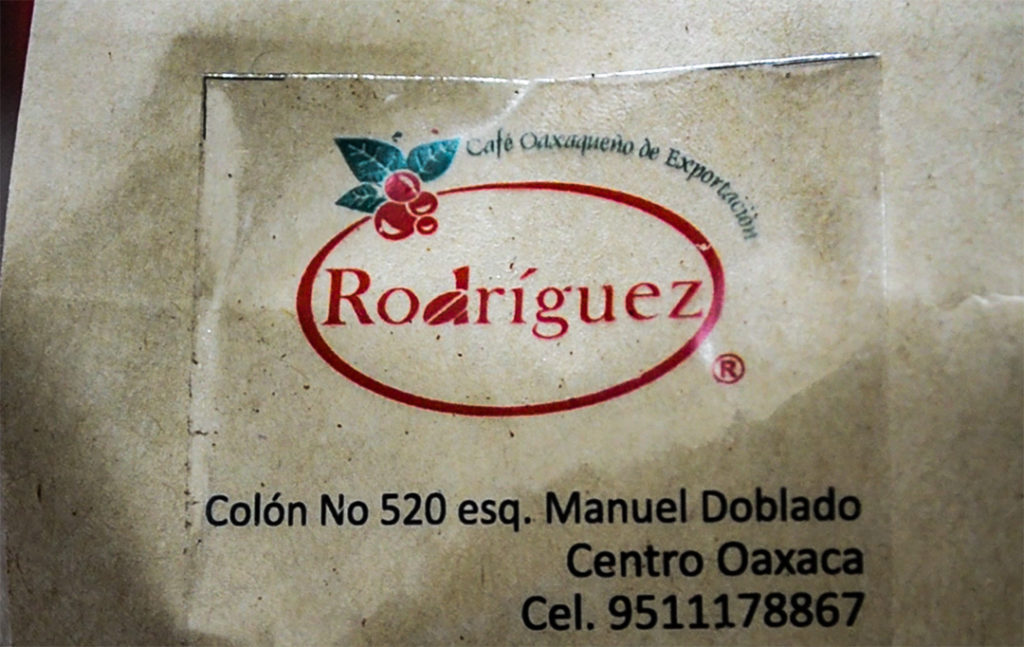 Café Oaxaqueño de Exportación
Rodríguez
®
Colón No 520 esq. Manuel Doblado
Centro Oaxaca
Cel. 9511178867